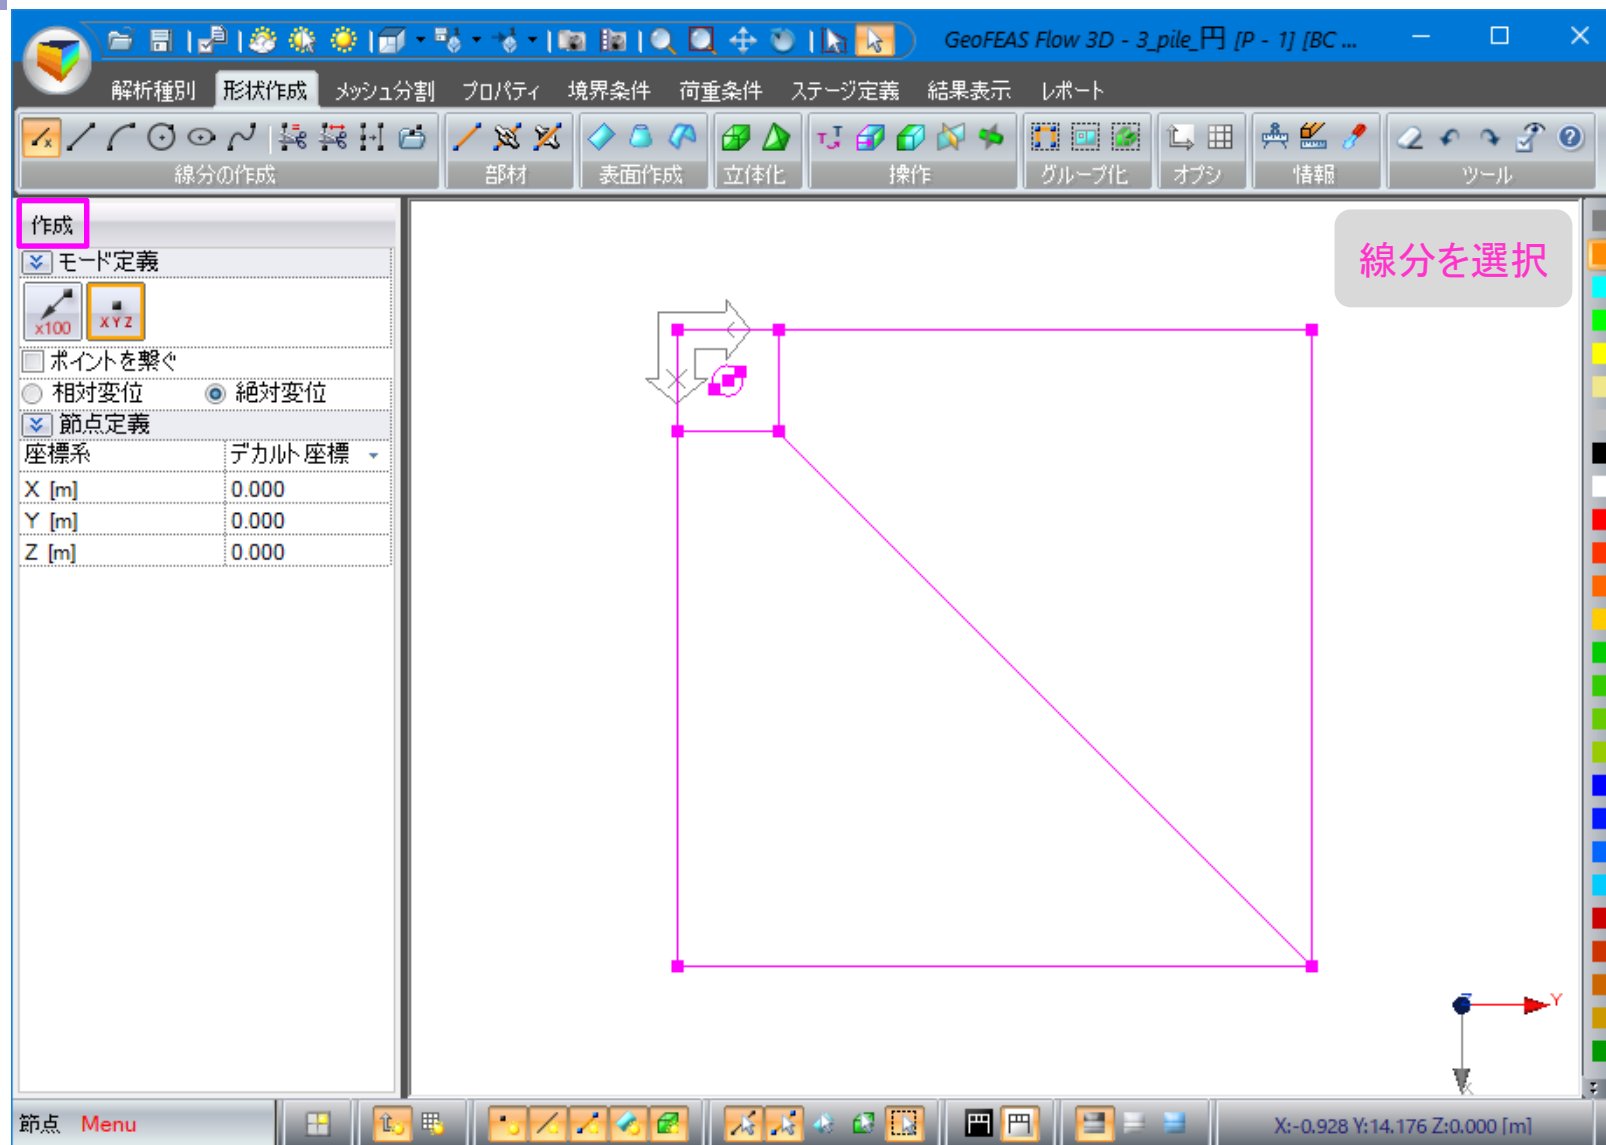 GeoFEAS Flow 3D - 3_pile_円 [P - 1] [BC ...
解析種別 形状作成 メッシュ分割 プロパティ 境界条件 荷重条件 ステージ定義 結果表示 レポート
線分の作成 部材 表面作成 立体化 操作 グループ化 オプシ 情報 ツール
作成
モード定義
x100 XYZ
ポイントを繋ぐ
相対変位 絶対変位
節点定義
座標系 デカルト座標
X [m] 0.000
Y [m] 0.000
Z [m] 0.000
線分を選択
Z Y
X
節点 Menu
X:-0.928 Y:14.176 Z:0.000 [m]